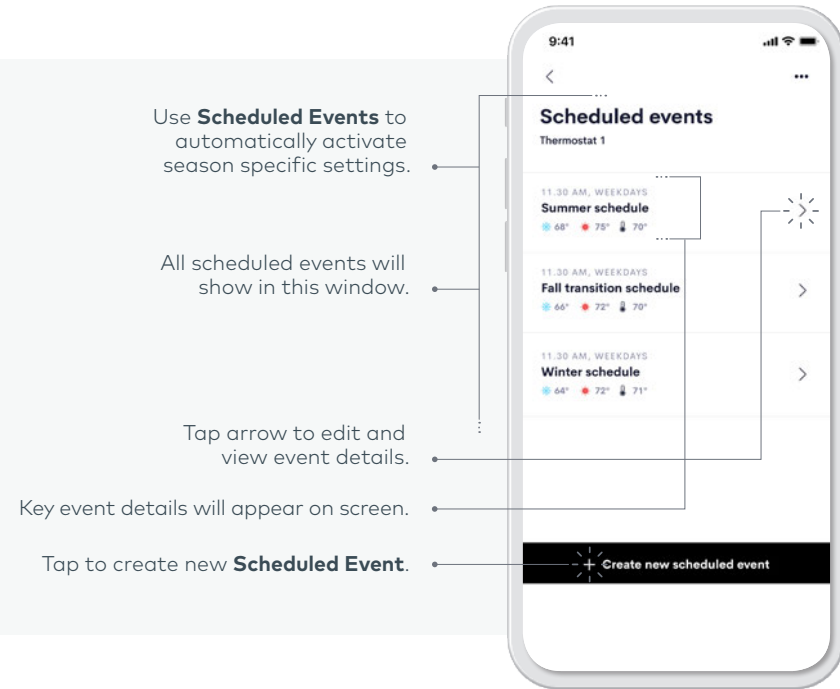 Use Scheduled Events to
automatically activate
season specific settings.
All scheduled events will
show in this window.
Tap arrow to edit and
view event details.
Key event details will appear on screen.
Tap to create new Scheduled Event.
9:41
Scheduled events
Thermostat 1
11.30 AM, WEEKDAYS
Summer schedule
68° 75° 70°
11.30 AM, WEEKDAYS
Fall transition schedule
66° 72° 70°
11.30 AM, WEEKDAYS
Winter schedule
64° 72° 71°
+ Create new scheduled event